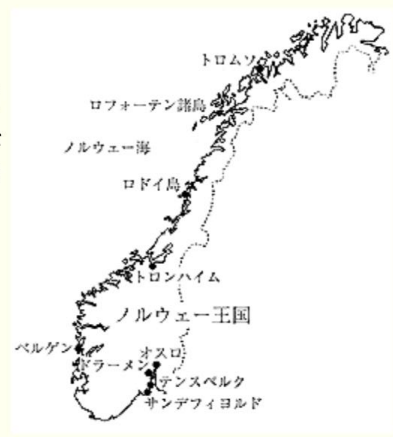 トロムソ
ロフォーテン諸島
ノルウェー海
ロドイ島
トロンハイム
ノルウェー王国
ベルゲン
オスロ
ドラーメン
テンスベルク
サンデフィヨルド